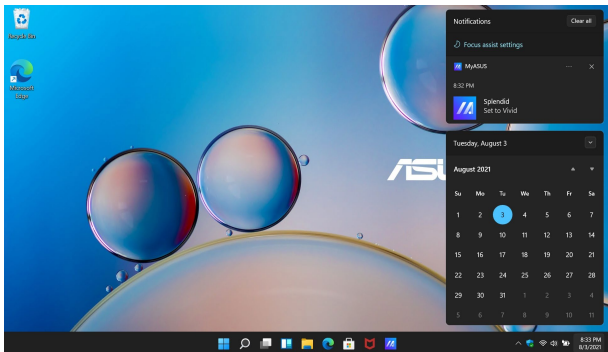 Recycle Bin
Microsoft
Edge
Notifications
Clear all
Focus assist settings
MyASUS
8:32 PM
Splendid
Set to Vivid
Tuesday, August 3
August 2021
Su Mo Tu We Th Fr Sa
1 2 3 4 5 6 7
8 9 10 11 12 13 14
15 16 17 18 19 20 21
22 23 24 25 26 27 28
29 30 31 1 2 3 4
5 6 7 8 9 10 11
8:33 PM
8/3/2021